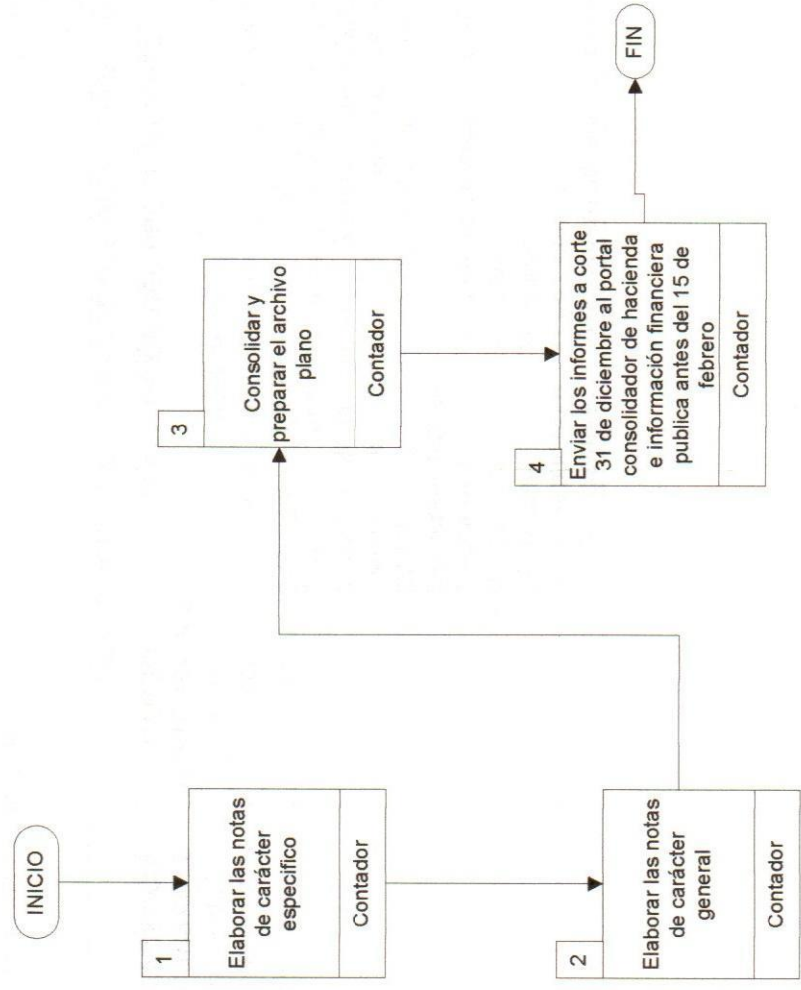 INICIO
1
Elaborar las notas
de carácter
especifico
Contador
2
Elaborar las notas
de carácter
general
Contador
3
Consolidar y
preparar el archivo
plano
Contador
4
Enviar los informes a corte
31 de diciembre al portal
consolidador de hacienda
e información financiera
publica antes del 15 de
febrero
Contador
FIN